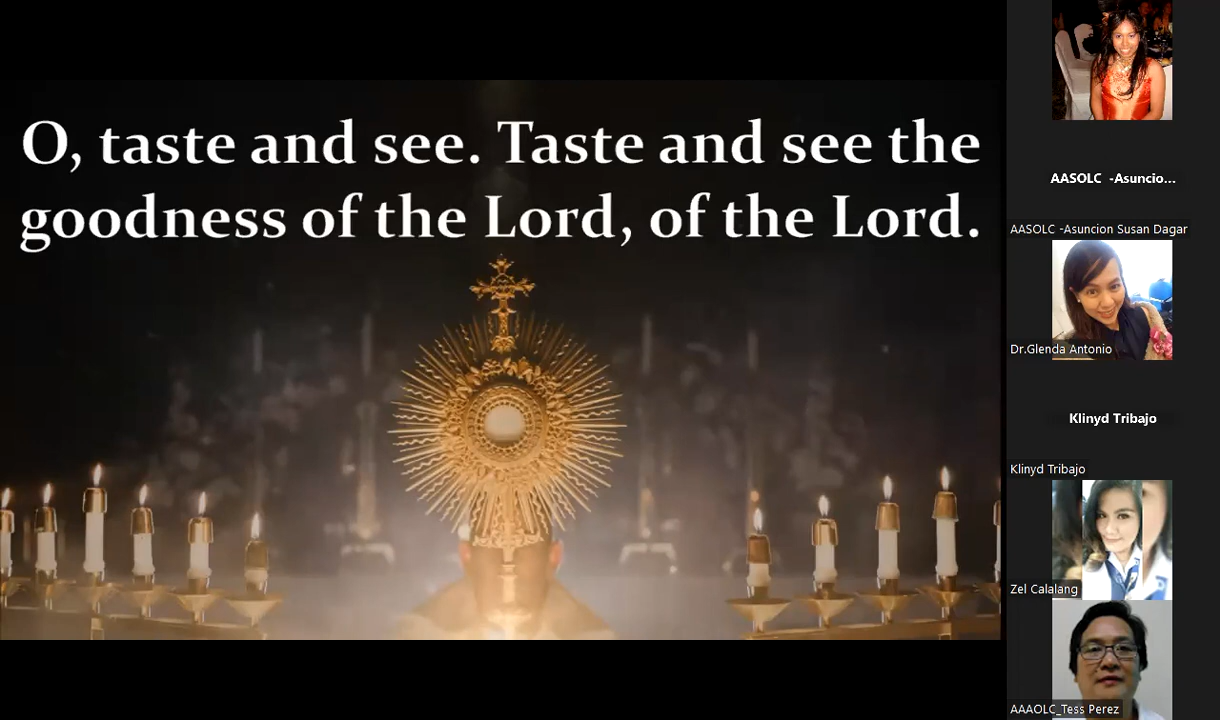 O, taste and see. Taste and see the
goodness of the Lord, of the Lord.
AASOLC -Asuncio...
AASOLC -Asuncion Susan Dagar
Dr.Glenda Antonio
Klinyd Tribajo
Klinyd Tribajo
Zel Calalang
AAAOLC_Tess Perez